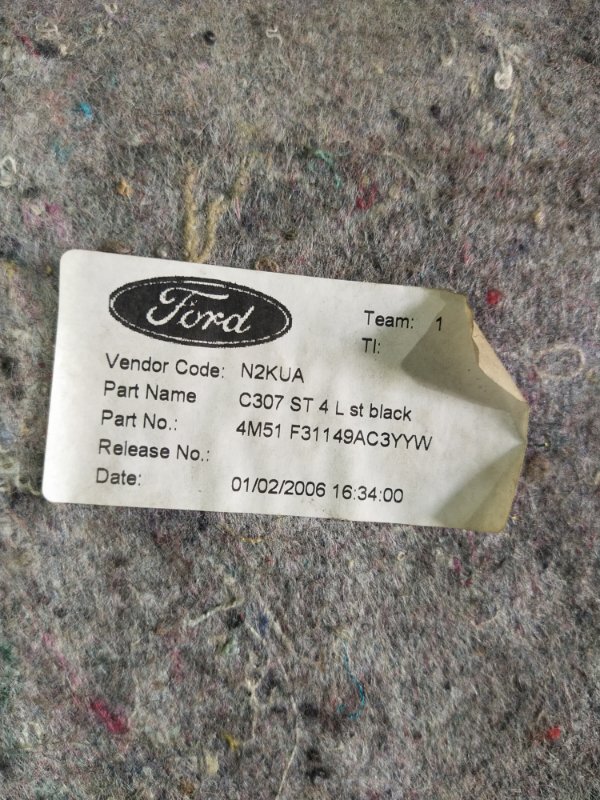 Ford
Team: 1
TI:
Vendor Code: N2KUA
Part Name C307 ST 4 L st black
Part No.: 4M51 F31149AC3YYW
Release No.:
Date: 01/02/2006 16:34:00